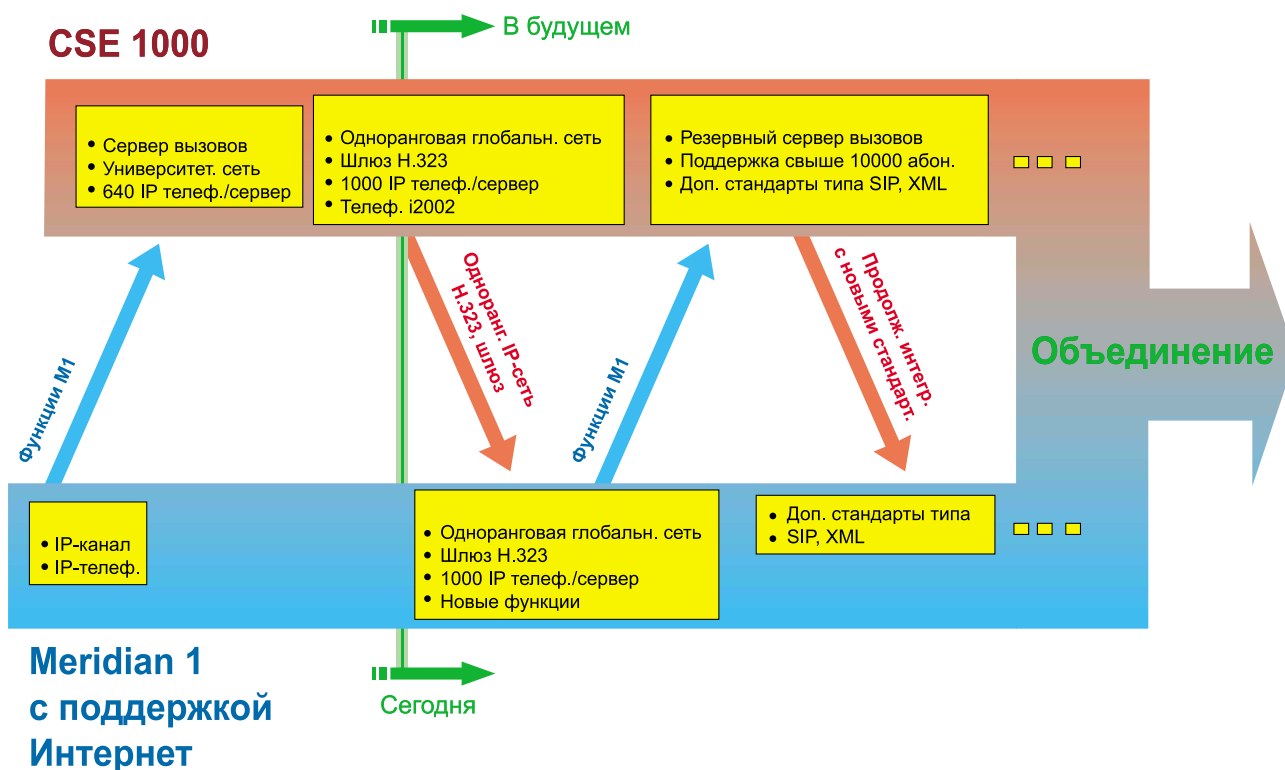 В будущем
CSE 1000
• Сервер вызовов
• Университет. сеть
• 640 IP телеф./сервер
• Одноранговая глобальн. сеть
• Шлюз H.323
• 1000 IP телеф./сервер
• Телеф. i2002
• Резервный сервер вызовов
• Поддержка свыше 10000 абон.
• Доп. стандарты типа SIP, XML
Функции M1
Одноранг. IP-сеть
H.323, шлюз
Функции M1
Продолж. интегр.
с новыми стандарт.
Объединение
• IP-канал
• IP-телеф.
• Одноранговая глобальн. сеть
• Шлюз H.323
• 1000 IP телеф./сервер
• Новые функции
• Доп. стандарты типа
• SIP, XML
Meridian 1
с поддержкой
Интернет
Сегодня